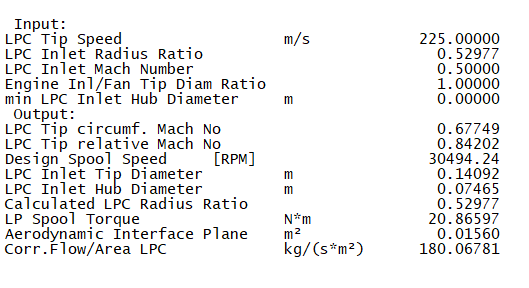 Input:
LPC Tip Speed m/s 225.00000
LPC Inlet Radius Ratio 0.52977
LPC Inlet Mach Number 0.50000
Engine Inl/Fan Tip Diam Ratio 1.00000
min LPC Inlet Hub Diameter m 0.00000
Output:
LPC Tip circumf. Mach No 0.67749
LPC Tip relative Mach No 0.84202
Design Spool Speed [RPM] 30494.24
LPC Inlet Tip Diameter m 0.14092
LPC Inlet Hub Diameter m 0.07465
Calculated LPC Radius Ratio 0.52977
LP Spool Torque N*m 20.86597
Aerodynamic Interface Plane m² 0.01560
Corr.Flow/Area LPC kg/(s*m²) 180.06781